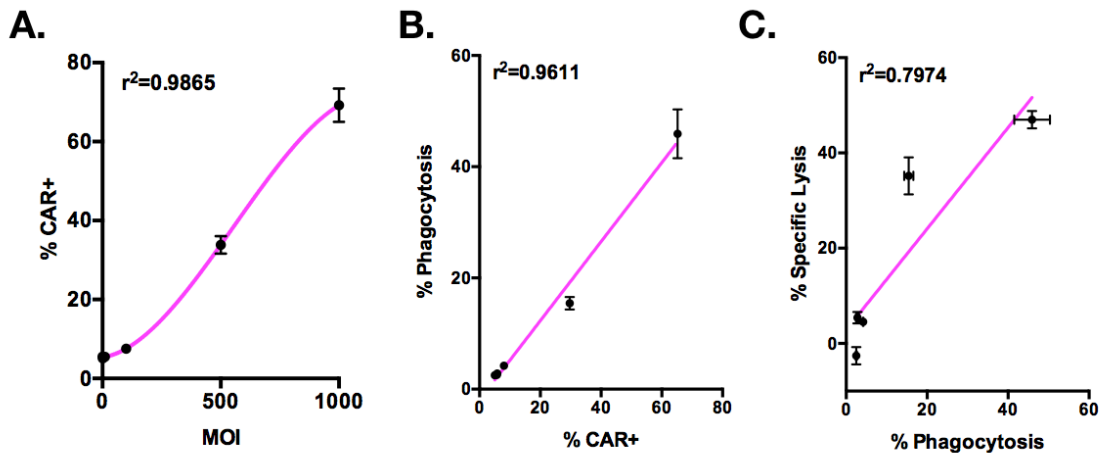 A.
r²=0.9865
% CAR+
80
60
40
20
0
0 500 1000
MOI
B.
r²=0.9611
% Phagocytosis
60
40
20
0
0 20 40 60 80
% CAR+
C.
r²=0.7974
% Specific Lysis
60
40
20
0
0 20 40 60
% Phagocytosis